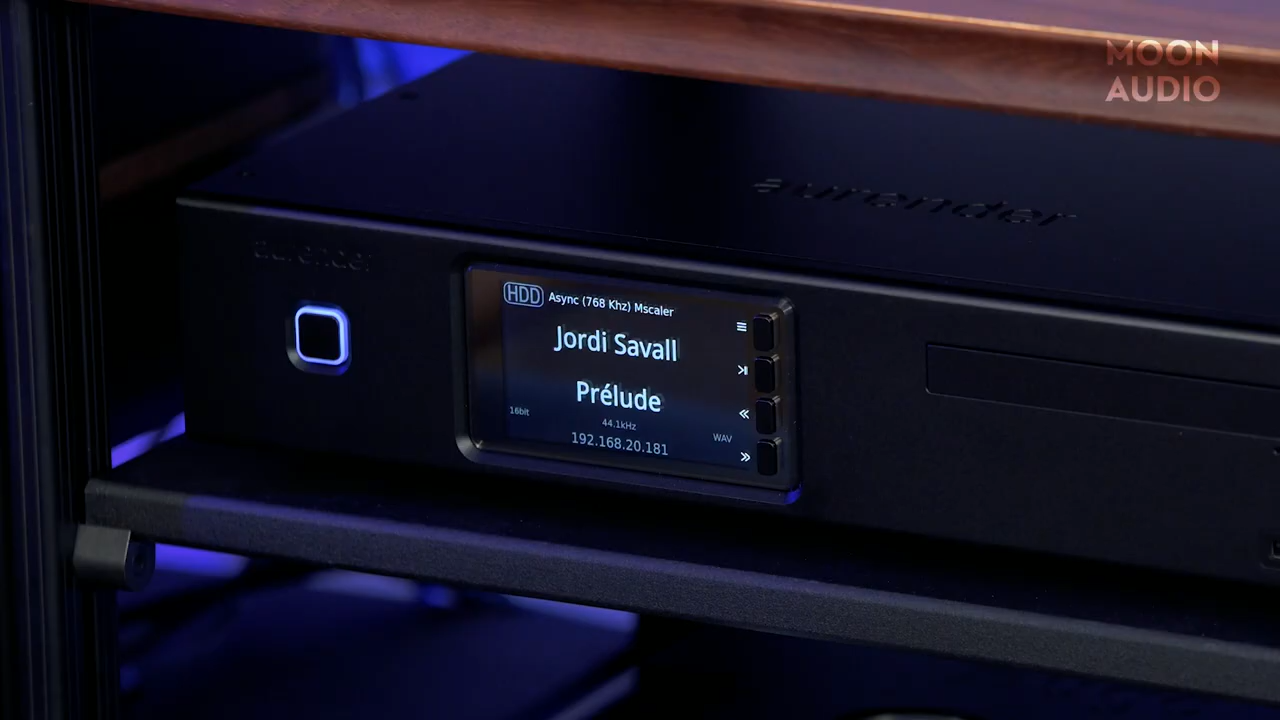 MOON
AUDIO
aurender
aurender
HDD Async (768 Khz) Mscaler
Jordi Savall
Prélude
16bit
44.1kHz
WAV
192.168.20.181